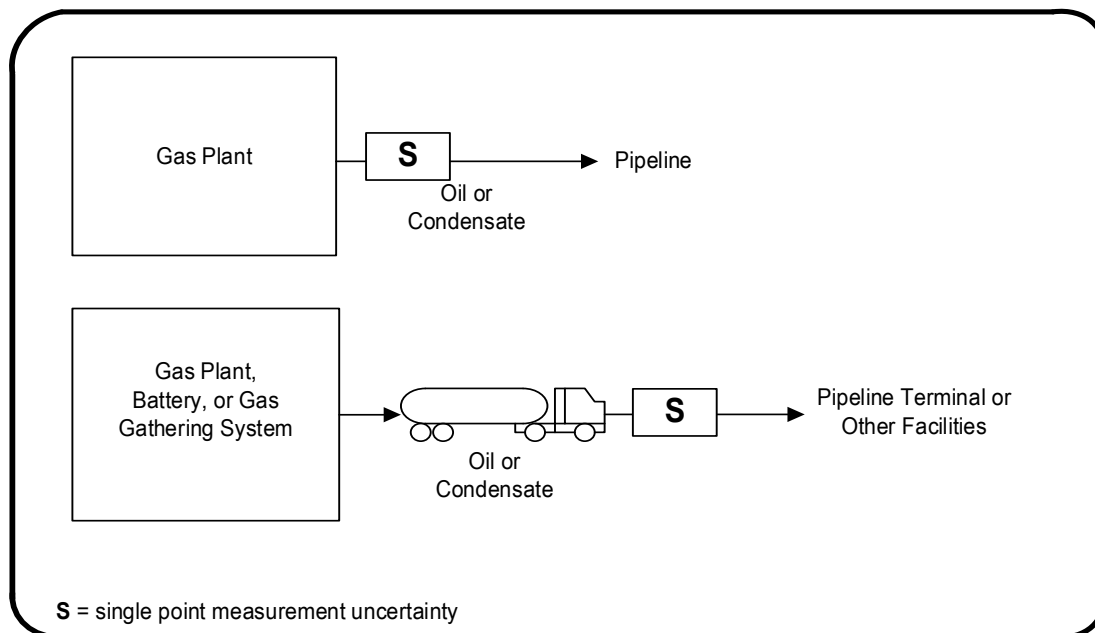 Gas Plant
S
Pipeline
Oil or
Condensate
Gas Plant,
Battery, or Gas
Gathering System
S
Pipeline Terminal or
Other Facilities
Oil or
Condensate
S = single point measurement uncertainty